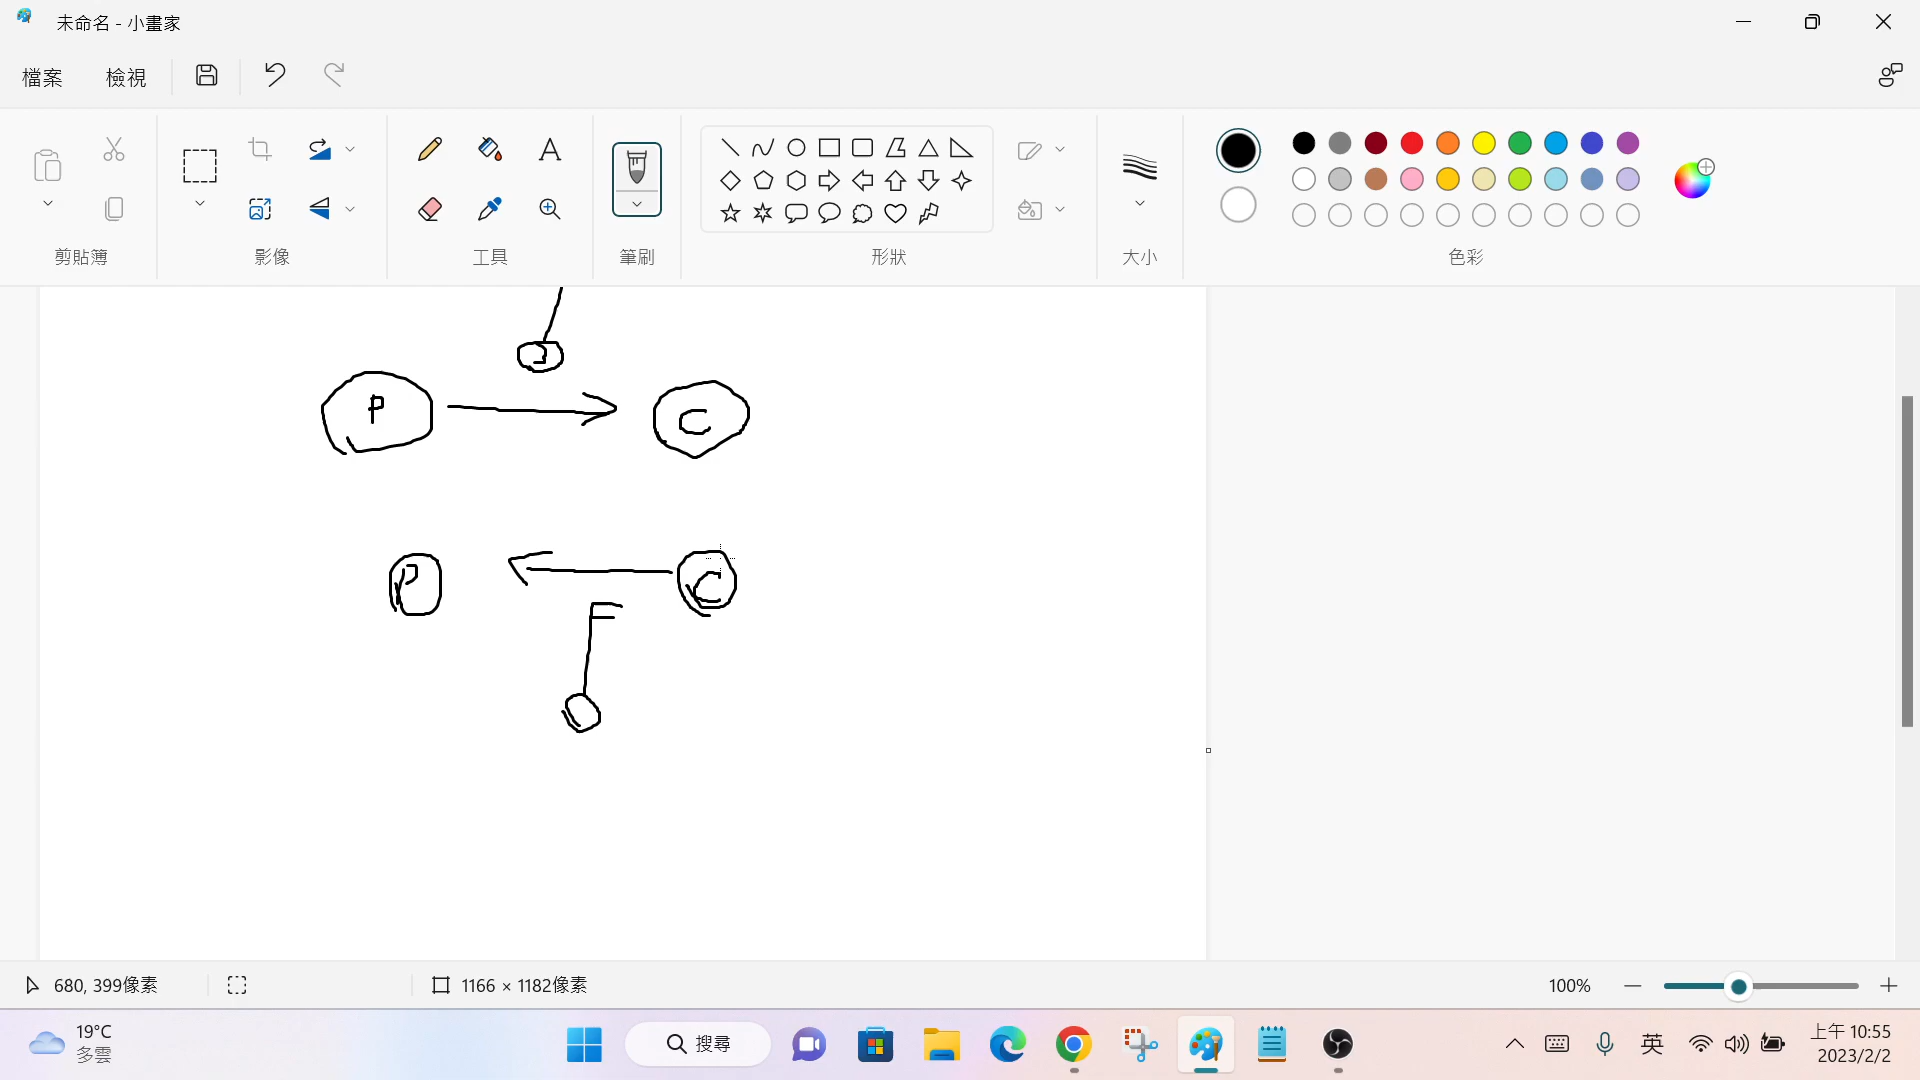 未命名 - 小畫家
檔案 檢視
剪貼簿 影像 工具 筆刷 形狀 大小 色彩
P C
P C
F
680, 399像素 1166 × 1182像素 100%
19°C
多雲
搜尋
英
上午 10:55
2023/2/2